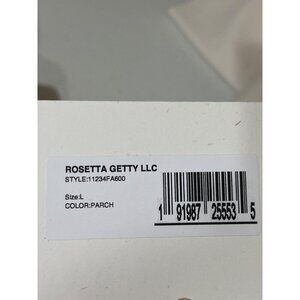 ROSETTA GETTY LLC
STYLE:11234FA600
Size:L
COLOR:PARCH
1 91987 25553 5